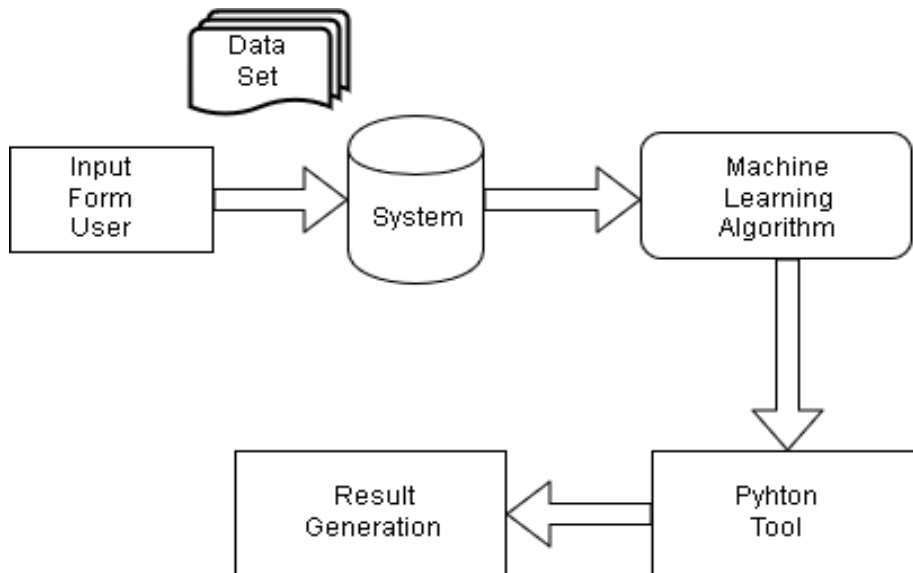 Data
Set
Input
Form
User
System
Machine
Learning
Algorithm
Result
Generation
Pyhton
Tool